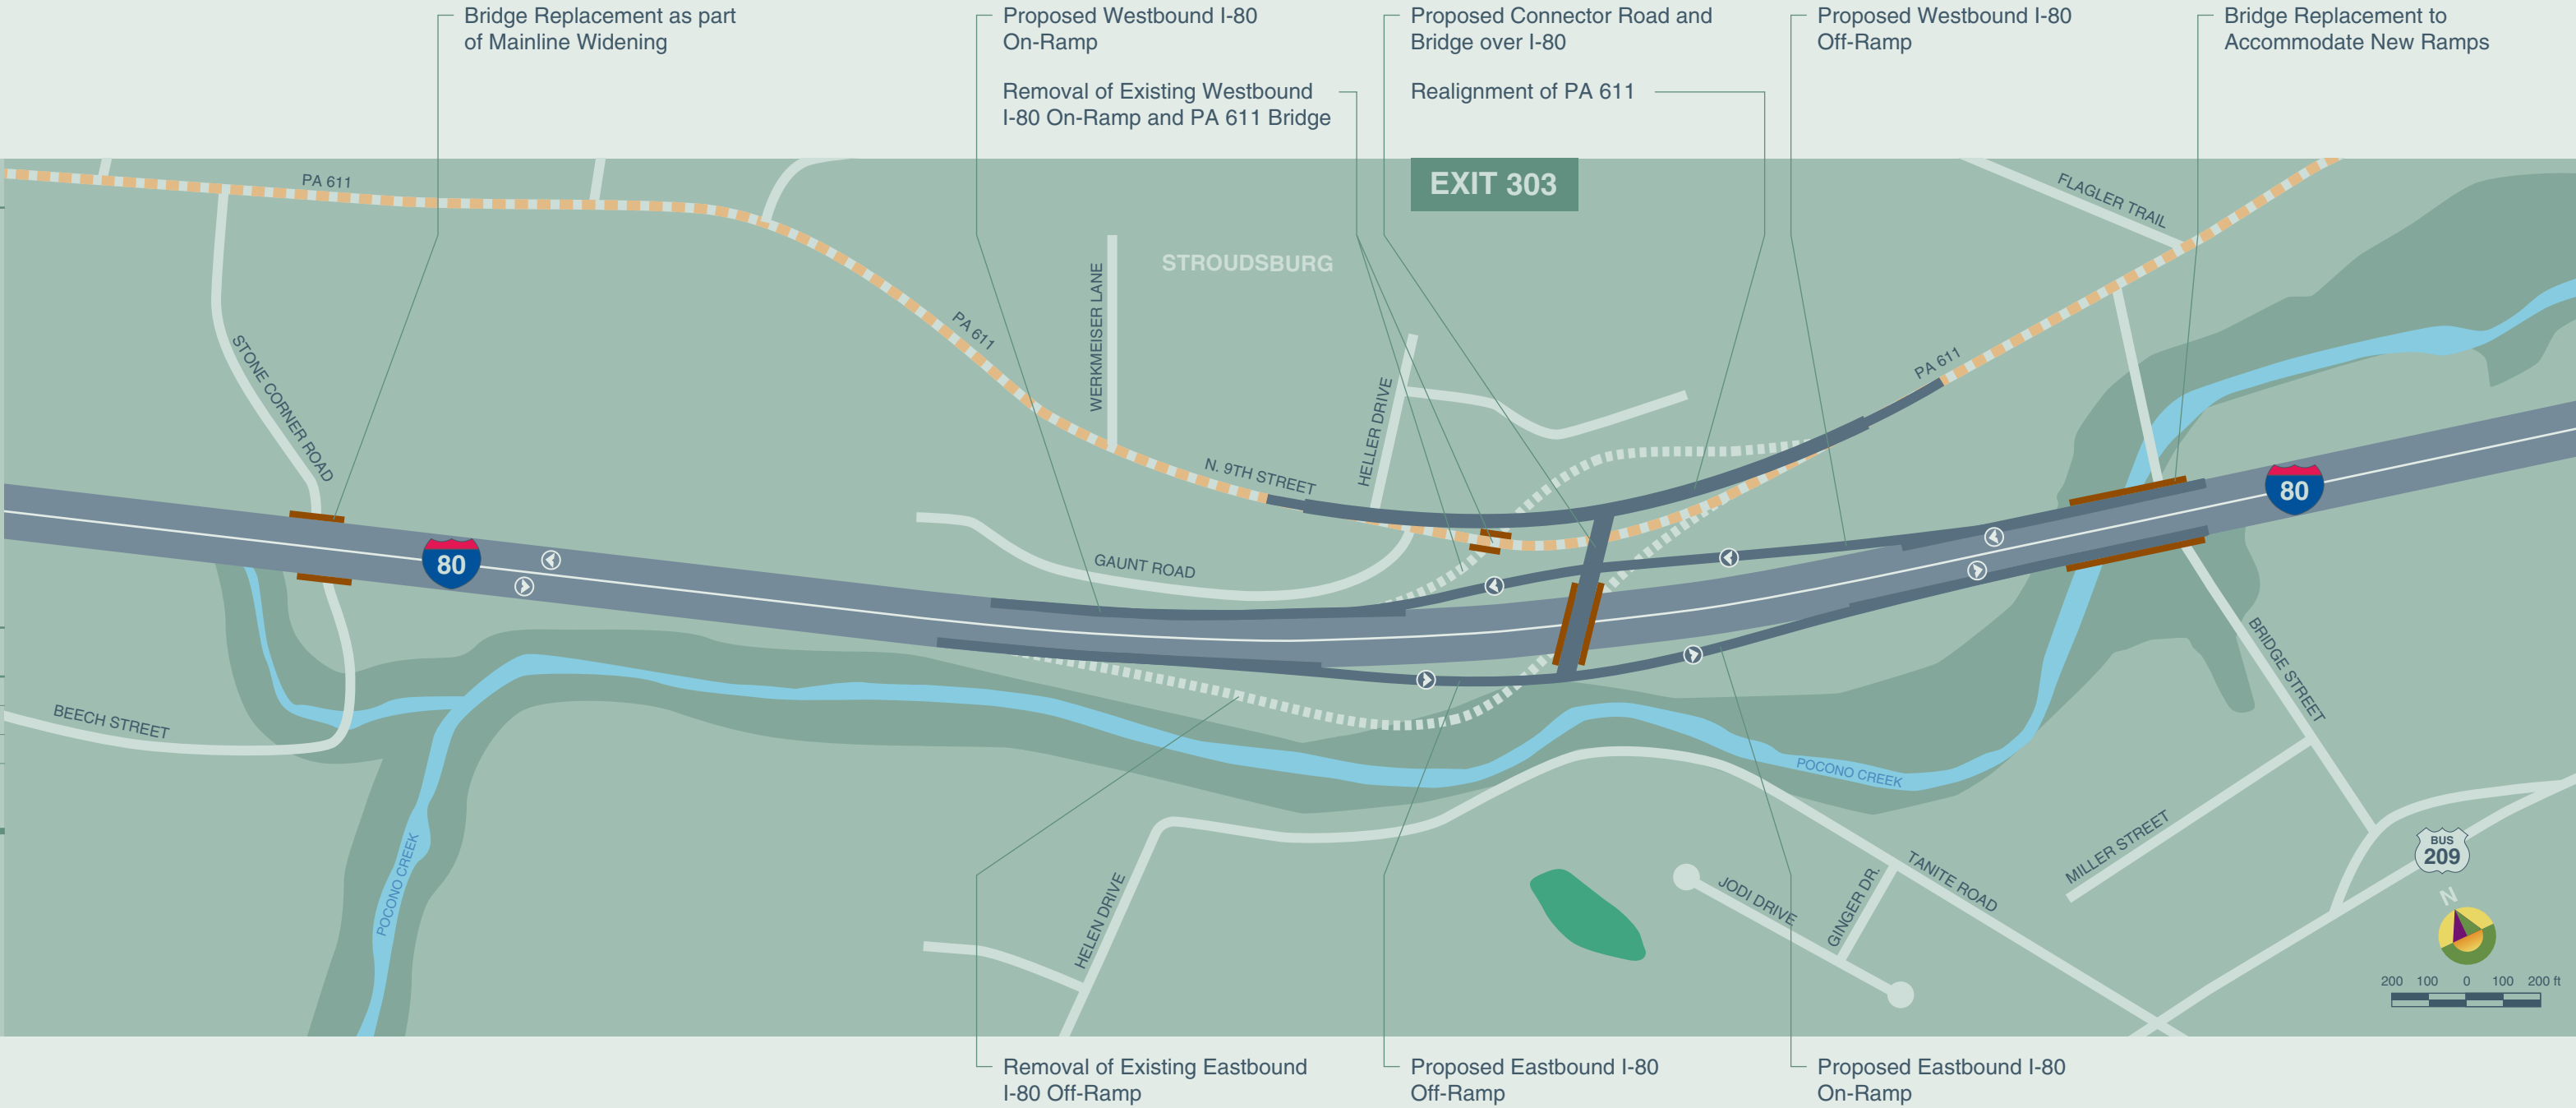 Bridge Replacement as part
of Mainline Widening
Proposed Westbound I-80
On-Ramp
Removal of Existing Westbound
I-80 On-Ramp and PA 611 Bridge
Proposed Connector Road and
Bridge over I-80
Realignment of PA 611
Proposed Westbound I-80
Off-Ramp
Bridge Replacement to
Accommodate New Ramps
EXIT 303
PA 611
FLAGLER TRAIL
STROUDSBURG
PA 611
WERKMEISER LANE
STONE CORNER ROAD
PA 611
HELLER DRIVE
N. 9TH STREET
80
80
GAUNT ROAD
BRIDGE STREET
BEECH STREET
POCONO CREEK
POCONO CREEK
MILLER STREET
BUS
209
TANITE ROAD
HELEN DRIVE
JODI DRIVE
GINGER DR.
N
200 100 0 100 200 ft
Removal of Existing Eastbound
I-80 Off-Ramp
Proposed Eastbound I-80
Off-Ramp
Proposed Eastbound I-80
On-Ramp